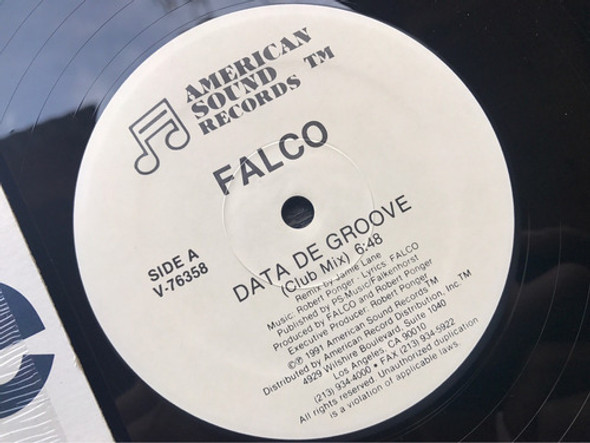 AMERICAN
SOUND
RECORDS ™
FALCO
SIDE A
V-76358
DATA DE GROOVE
(Club Mix) 6:48
Remix by Jamie Lane
Music: Robert Ponger - Lyrics: FALCO
Published by PS-Music/Falkenhorst
Produced by FALCO and Robert Ponger
Executive Producer: Robert Ponger
©℗ 1991 American Sound Records™
Distributed by American Record Distribution, Inc.™
4929 Wilshire Boulevard, Suite 1040
Los Angeles, CA 90010
(213) 934-4000 • FAX (213) 934-5922
All rights reserved. Unauthorized duplication
is a violation of applicable laws.